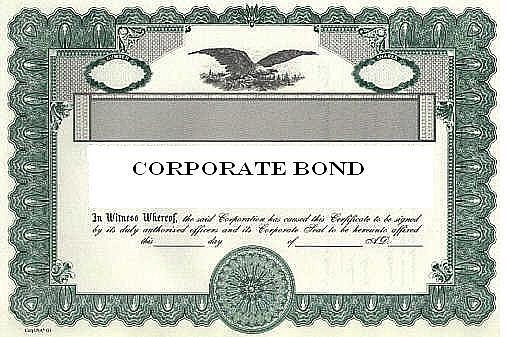 CORPORATE BOND
In Witness Whereof, the said Corporation has caused this Certificate to be signed
by its duly authorized officers and its Corporate Seal to be hereunto affixed
this day of A.D.